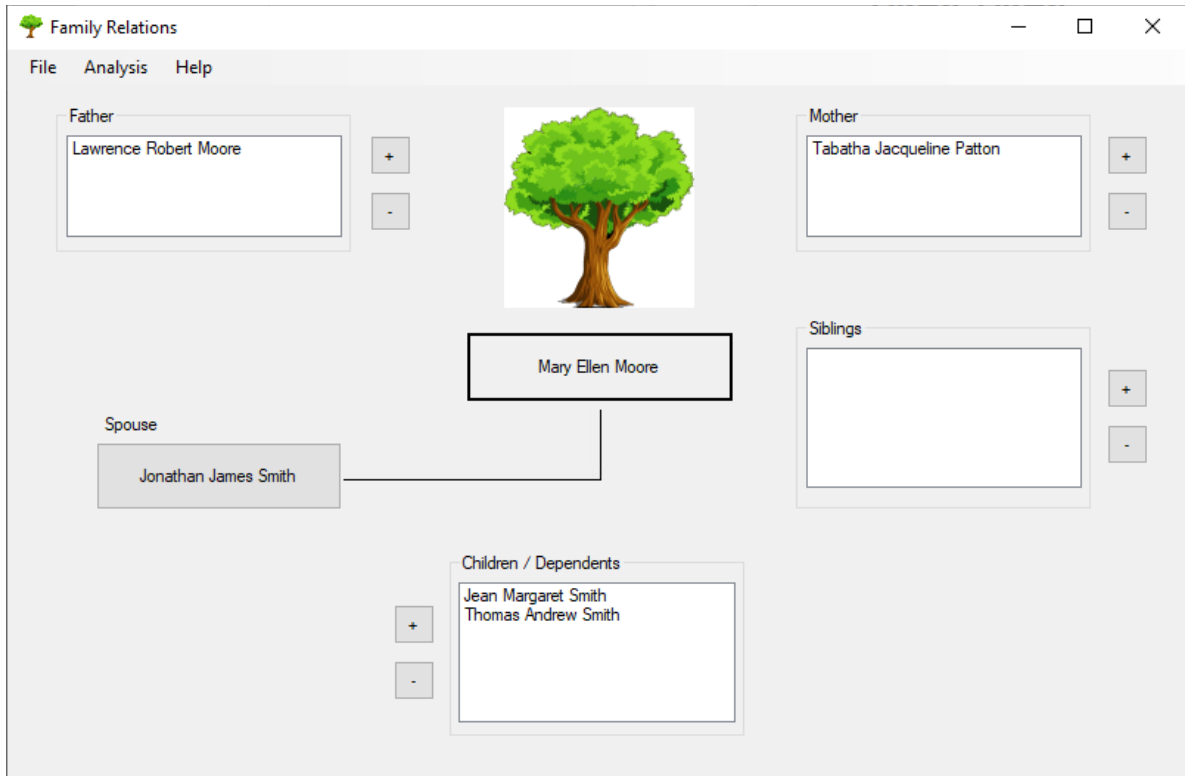 Family Relations
File Analysis Help
Father
Lawrence Robert Moore
+
-
Mother
Tabatha Jacqueline Patton
+
-
Mary Ellen Moore
Siblings
+
-
Spouse
Jonathan James Smith
Children / Dependents
Jean Margaret Smith
Thomas Andrew Smith
+
-